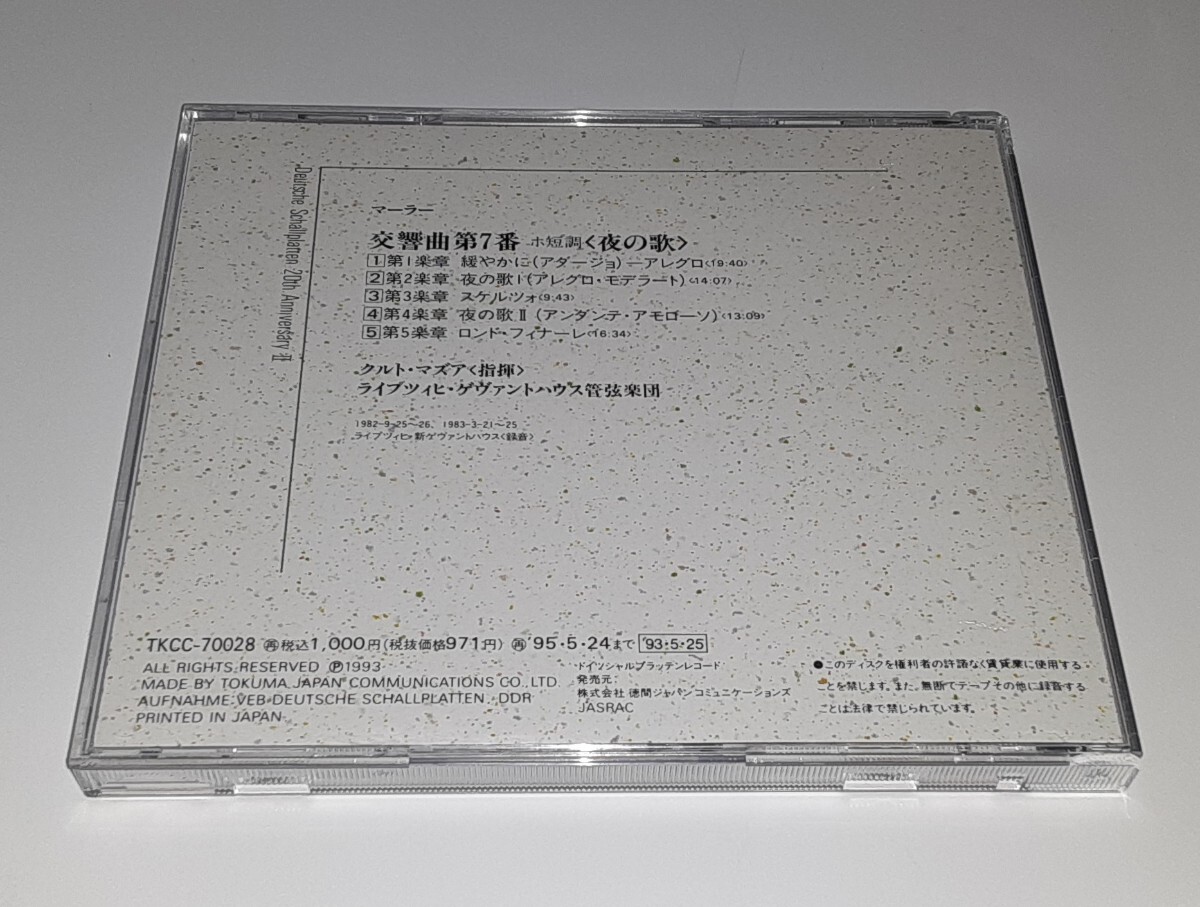 Deutsche Schallplatten 20th Anniversary II
マーラー
交響曲第7番 ホ短調〈夜の歌〉
1 第1楽章 緩やかに(アダージョ)—アレグロ〈19:40〉
2 第2楽章 夜の歌I(アレグロ・モデラート)〈14:07〉
3 第3楽章 スケルツォ〈9:43〉
4 第4楽章 夜の歌II(アンダンテ・アモローソ)〈13:09〉
5 第5楽章 ロンド・フィナーレ〈16:34〉
クルト・マズア〈指揮〉
ライプツィヒ・ゲヴァントハウス管弦楽団
1982-9-25〜26、1983-3-21〜25
ライプツィヒ・新ゲヴァントハウス〈録音〉
TKCC-70028 ㊢税込1,000円(税抜価格971円) ㊢95・5・24まで '93・5・25
ALL RIGHTS RESERVED Ⓟ1993
MADE BY TOKUMA JAPAN COMMUNICATIONS CO., LTD.
AUFNAHME:VEB DEUTSCHE SCHALLPLATTEN. DDR
PRINTED IN JAPAN
ドイツシャルプラッテンレコード
発売元:
株式会社 徳間ジャパンコミュニケーションズ
JASRAC
●このディスクを権利者の許諾なく賃貸業に使用する
ことを禁じます。また、無断でテープその他に録音する
ことは法律で禁じられています。